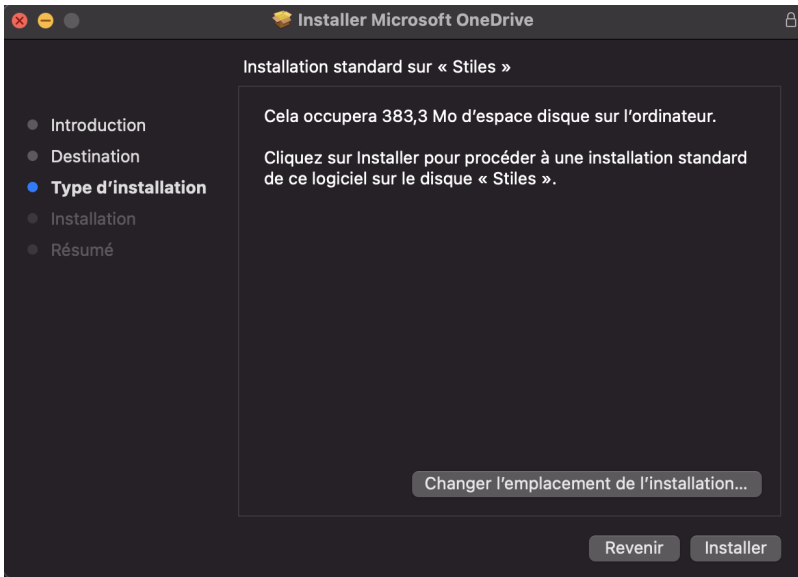 Installer Microsoft OneDrive
Installation standard sur « Stiles »
Introduction
Destination
Type d’installation
Installation
Résumé
Cela occupera 383,3 Mo d’espace disque sur l’ordinateur.
Cliquez sur Installer pour procéder à une installation standard
de ce logiciel sur le disque « Stiles ».
Changer l’emplacement de l’installation...
Revenir
Installer